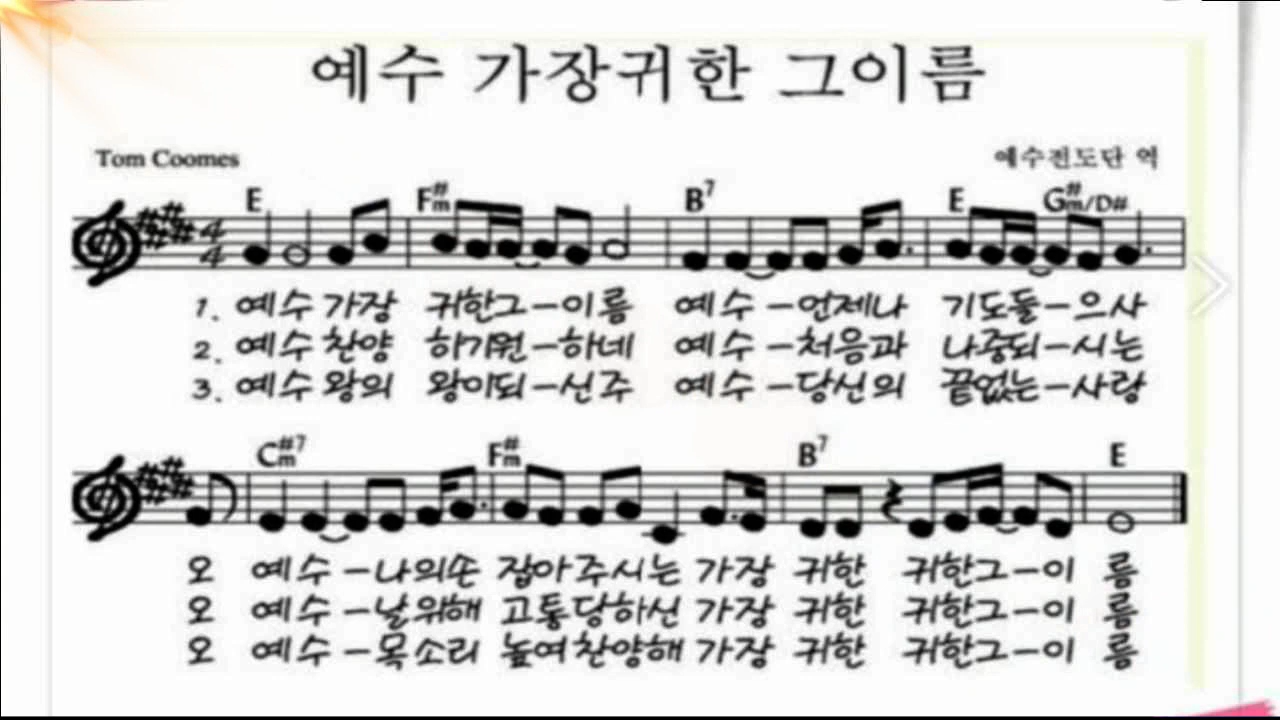 예수 가장귀한 그이름
Tom Coomes 예수전도단 역
E F#m B7 E G#m/D#
1. 예수 가장 귀한그-이름 예수 -언제나 기도들-으사
2. 예수 찬양 하기원-하네 예수 -처음과 나중되-시는
3. 예수 왕의 왕이되-신주 예수 -당신의 끝없는-사랑
C#m7 F#m B7 E
오 예수 -나의손 잡아주시는 가장 귀한 귀한그-이 름
오 예수 -날위해 고통당하신 가장 귀한 귀한그-이 름
오 예수 -목소리 높여찬양해 가장 귀한 귀한그-이 름